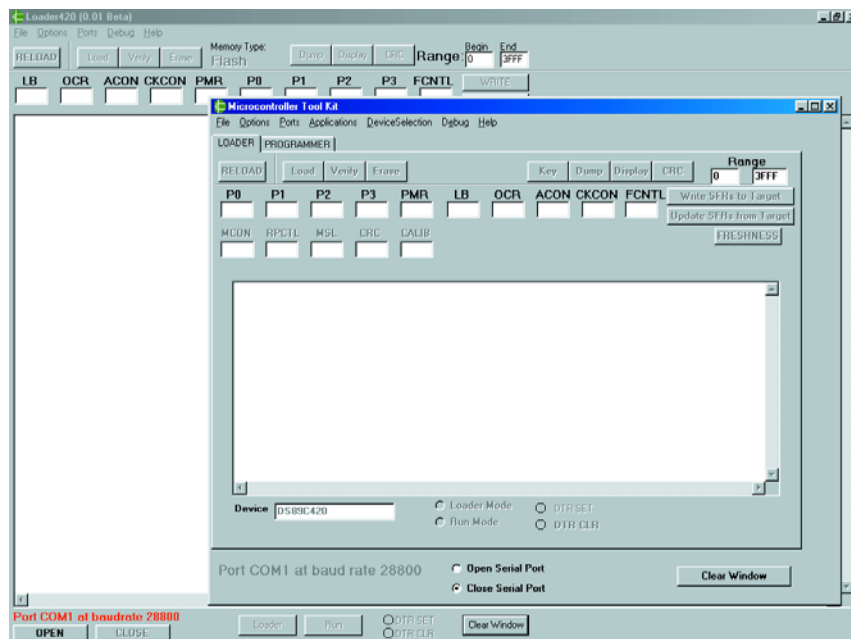 Loader420 (0.01 Beta)
File Options Ports Debug Help
RELOAD Load Verify Erase Memory Type: Flash Dump Display CRC Range: Begin 0 End 3FFF
LB OCR ACON CKCON PMR P0 P1 P2 P3 FCNTL WRITE
Microcontroller Tool Kit
File Options Ports Applications DeviceSelection Debug Help
LOADER PROGRAMMER
RELOAD Load Verify Erase Key Dump Display CRC Range 0 3FFF
P0 P1 P2 P3 PMR LB OCR ACON CKCON FCNTL Write SFRs to Target
Update SFRs from Target
MCON RPCTL MSL CRC CALIB FRESHNESS
Device DS89C420 Loader Mode DTR SET
Run Mode DTR CLR
Port COM1 at baud rate 28800 Open Serial Port
Close Serial Port Clear Window
Port COM1 at baudrate 28800
OPEN CLOSE Loader Run DTR SET Clear Window
DTR CLR